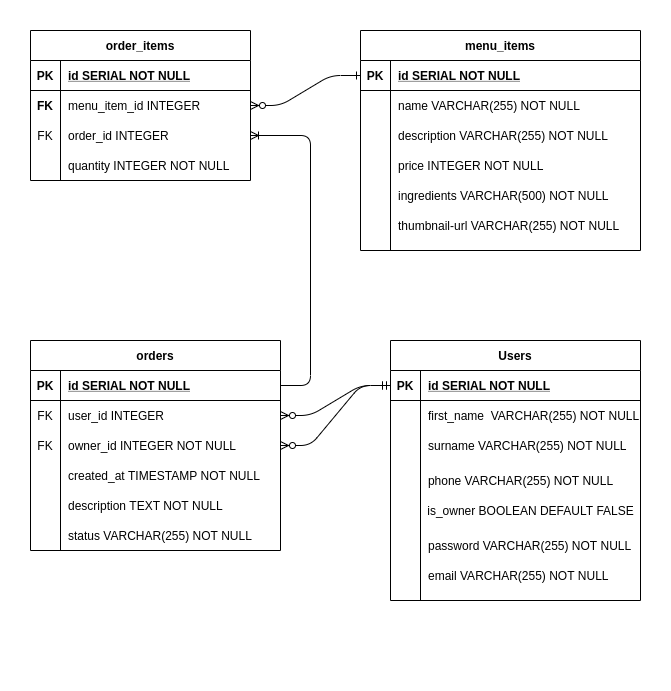 order_items
PK id SERIAL NOT NULL
FK menu_item_id INTEGER
FK order_id INTEGER
quantity INTEGER NOT NULL
menu_items
PK id SERIAL NOT NULL
name VARCHAR(255) NOT NULL
description VARCHAR(255) NOT NULL
price INTEGER NOT NULL
ingredients VARCHAR(500) NOT NULL
thumbnail-url VARCHAR(255) NOT NULL
orders
PK id SERIAL NOT NULL
FK user_id INTEGER
FK owner_id INTEGER NOT NULL
created_at TIMESTAMP NOT NULL
description TEXT NOT NULL
status VARCHAR(255) NOT NULL
Users
PK id SERIAL NOT NULL
first_name VARCHAR(255) NOT NULL
surname VARCHAR(255) NOT NULL
phone VARCHAR(255) NOT NULL
is_owner BOOLEAN DEFAULT FALSE
password VARCHAR(255) NOT NULL
email VARCHAR(255) NOT NULL